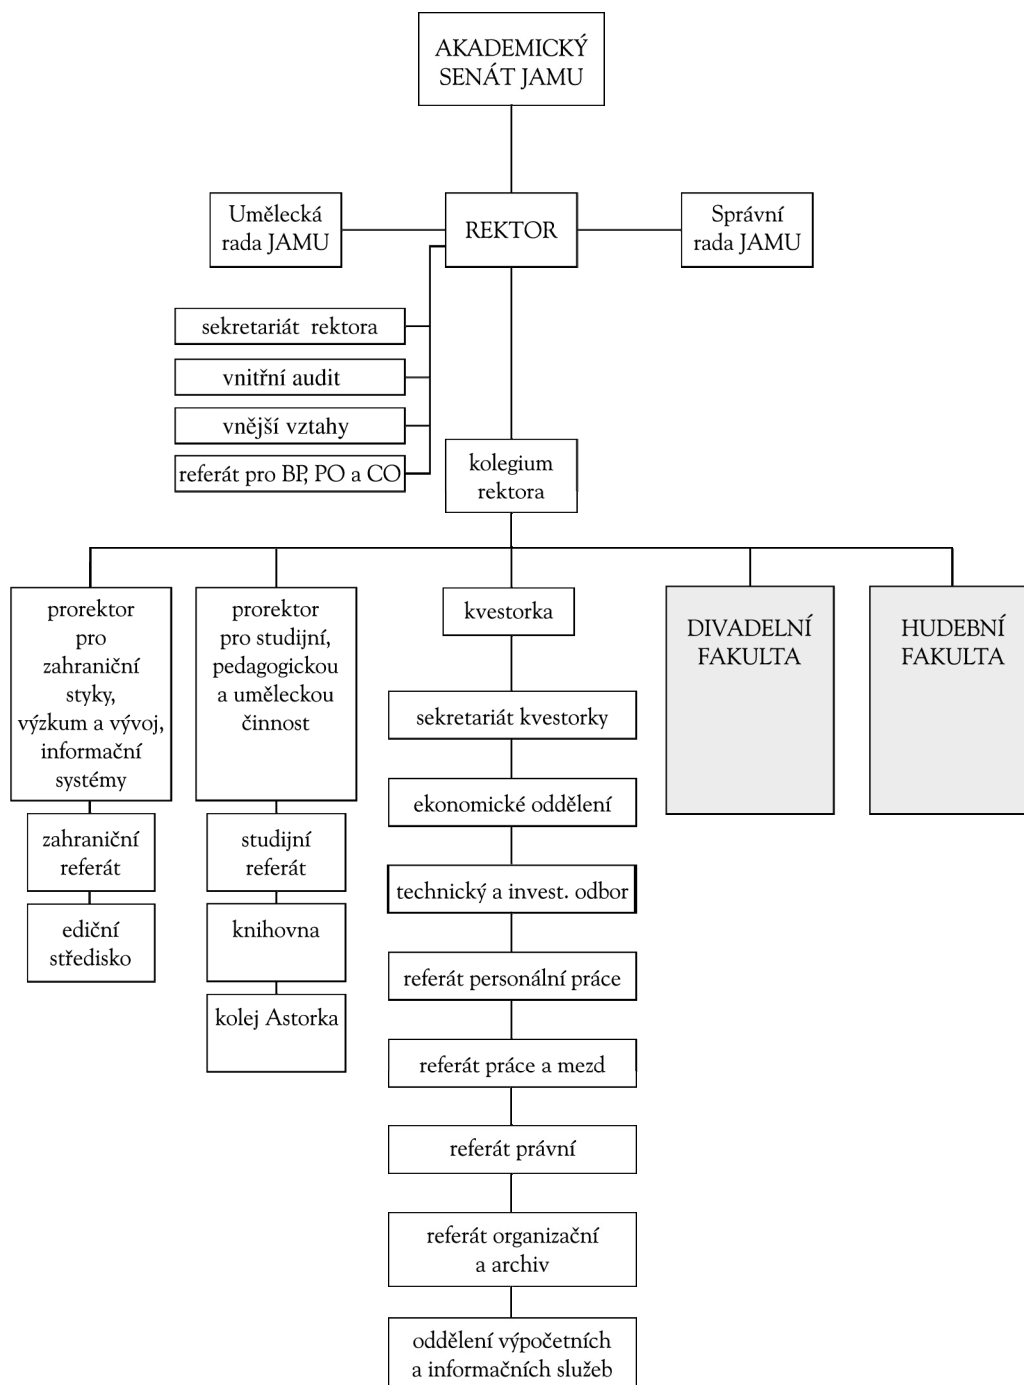 AKADEMICKÝ
SENÁT JAMU
Umělecká
rada JAMU
REKTOR
Správní
rada JAMU
sekretariát rektora
vnitřní audit
vnější vztahy
referát pro BP, PO a CO
kolegium
rektora
prorektor
pro
zahraniční
styky,
výzkum a vývoj,
informační
systémy
zahraniční
referát
ediční
středisko
prorektor
pro studijní,
pedagogickou
a uměleckou
činnost
studijní
referát
knihovna
kolej Astorka
kvestorka
sekretariát kvestorky
ekonomické oddělení
technický a invest. odbor
referát personální práce
referát práce a mezd
referát právní
referát organizační
a archiv
oddělení výpočetních
a informačních služeb
DIVADELNÍ
FAKULTA
HUDEBNÍ
FAKULTA